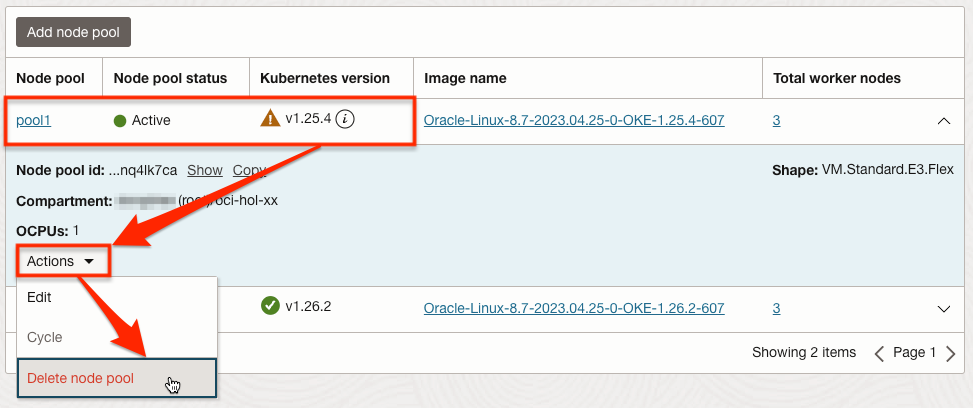 Add node pool
Node pool Node pool status Kubernetes version Image name Total worker nodes
pool1 Active v1.25.4 Oracle-Linux-8.7-2023.04.25-0-OKE-1.25.4-607 3
Node pool id: ...nq4lk7ca Show Copy Shape: VM.Standard.E3.Flex
Compartment: (root)/oci-hol-xx
OCPUs: 1
Actions
Edit
v1.26.2 Oracle-Linux-8.7-2023.04.25-0-OKE-1.26.2-607 3
Cycle
Showing 2 items Page 1
Delete node pool